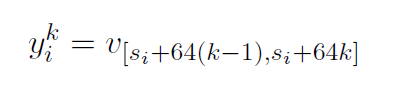 $y_i^k = v_{[s_i+64(k-1),s_i+64k]}$